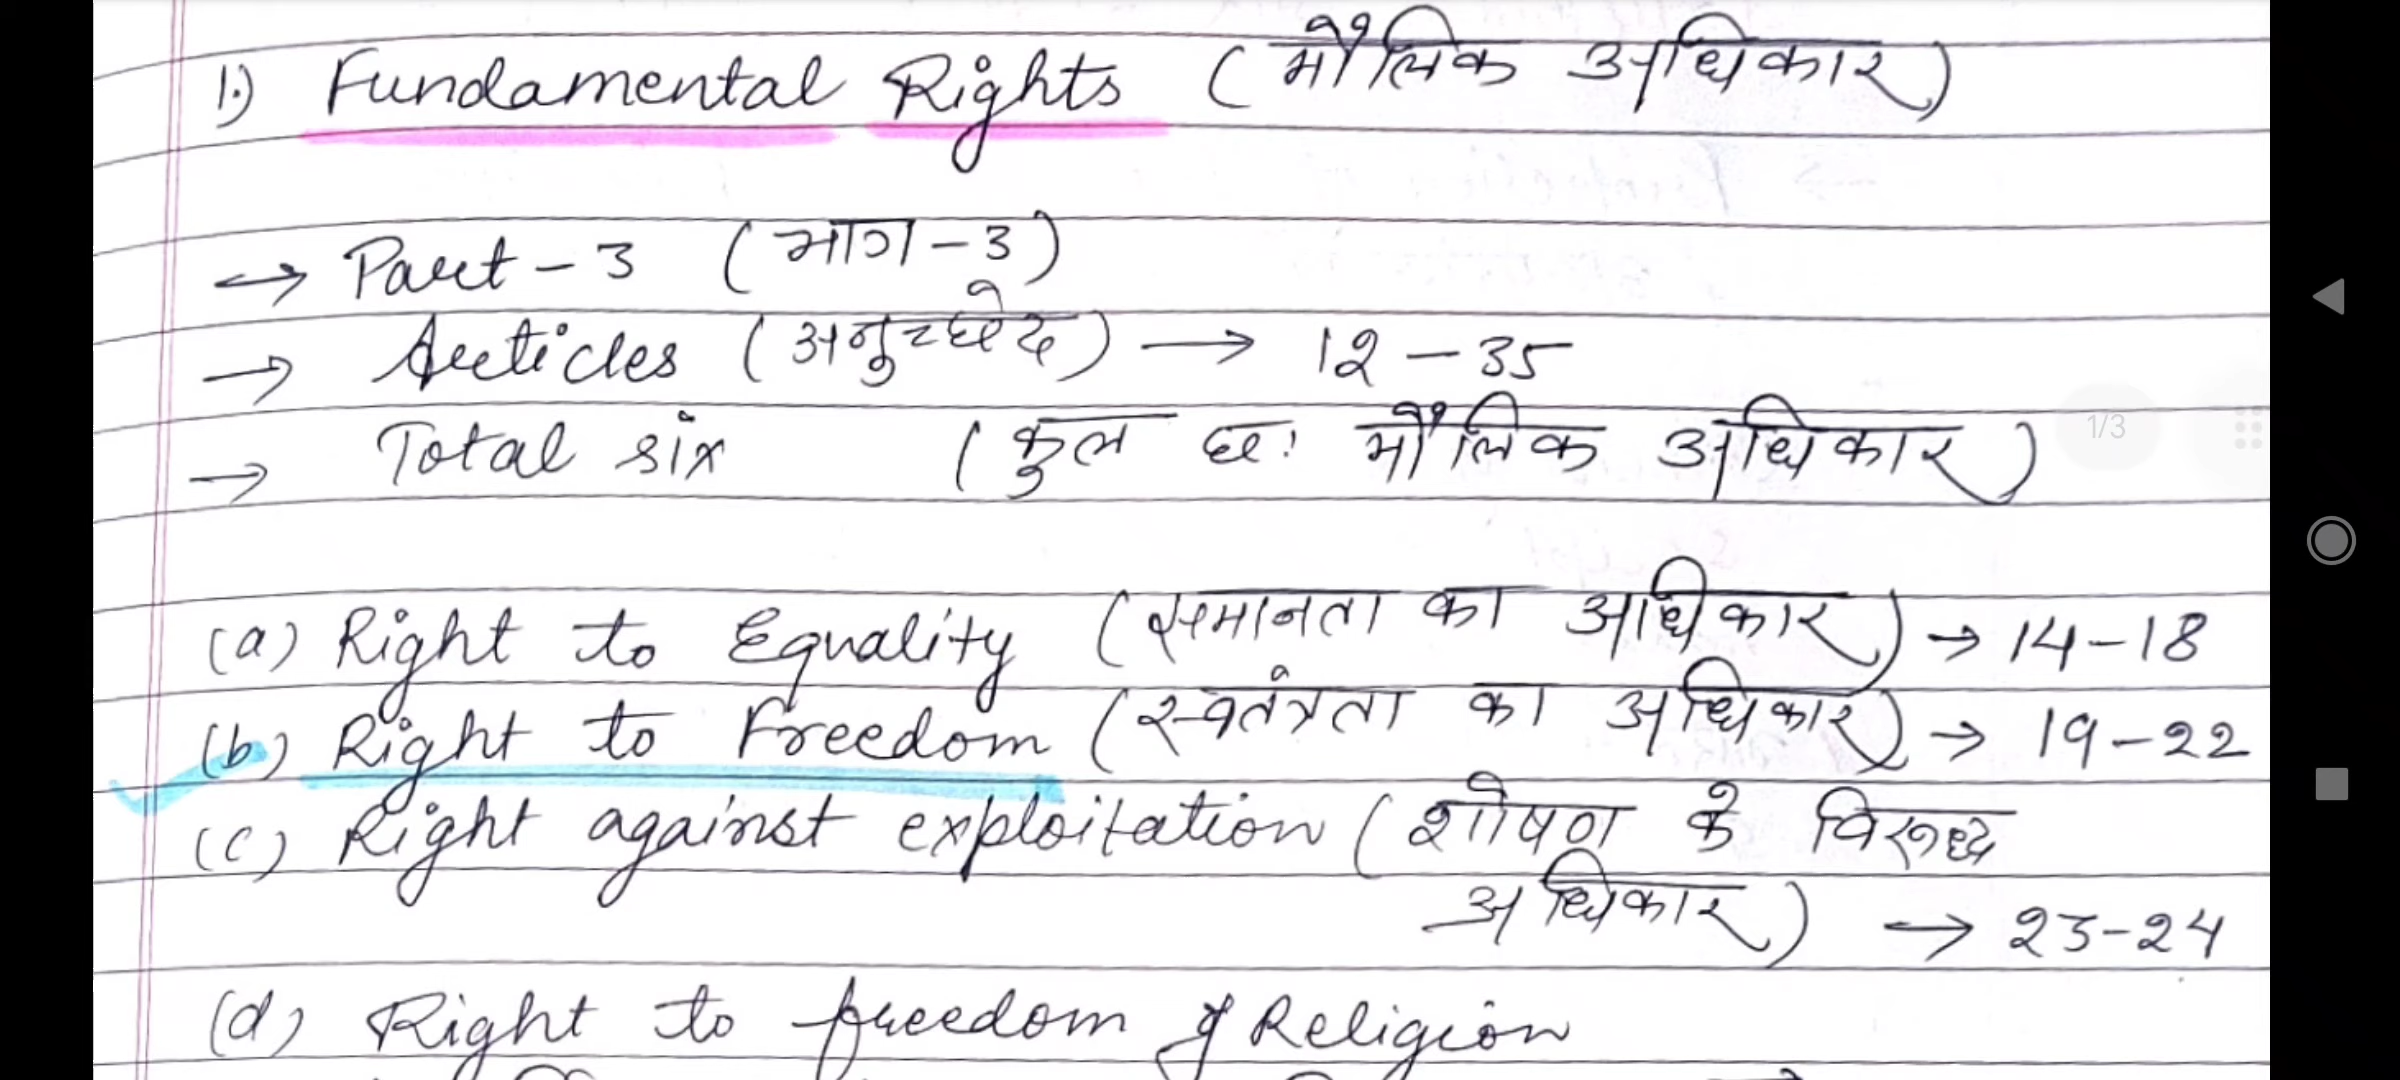 1.) Fundamental Rights (मौलिक अधिकार)
→ Part - 3 (भाग - 3)
→ Articles (अनुच्छेद) → 12 - 35
→ Total six (कुल छः मौलिक अधिकार)
1/3
(a) Right to Equality (समानता का अधिकार) → 14-18
(b) Right to Freedom (स्वतंत्रता का अधिकार) → 19-22
(c) Right against exploitation (शोषण के विरुद्ध
अधिकार) → 23-24
(d) Right to freedom of Religion